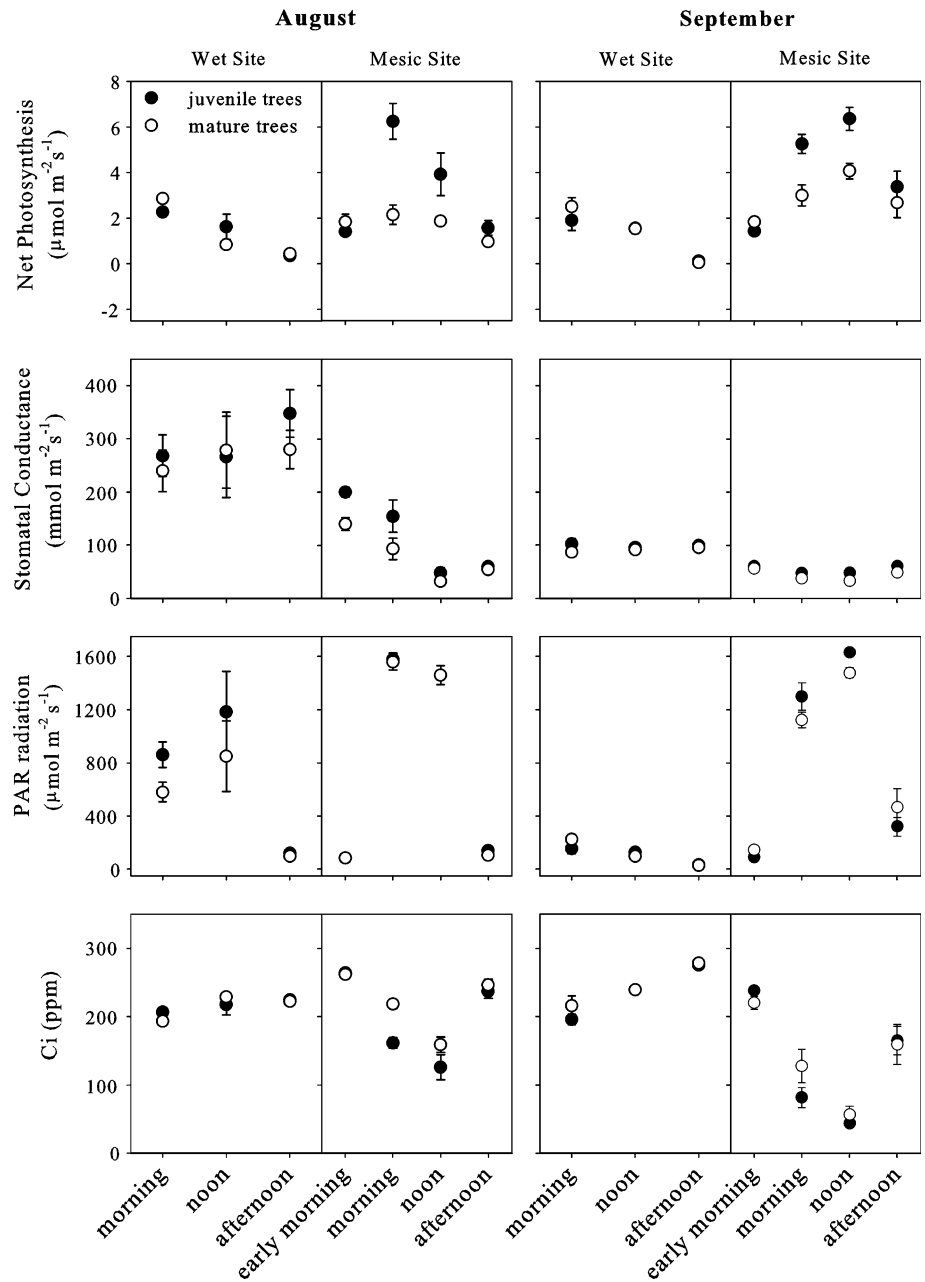 August September
Wet Site Mesic Site Wet Site Mesic Site
juvenile trees
mature trees
Net Photosynthesis
(μmol m⁻²s⁻¹)
8
6
4
2
0
-2
Stomatal Conductance
(mmol m⁻²s⁻¹)
400
300
200
100
0
PAR radiation
(μmol m⁻² s⁻¹)
1600
1200
800
400
0
Ci (ppm)
300
200
100
0
morning noon afternoon early morning morning noon afternoon morning noon afternoon early morning morning noon afternoon